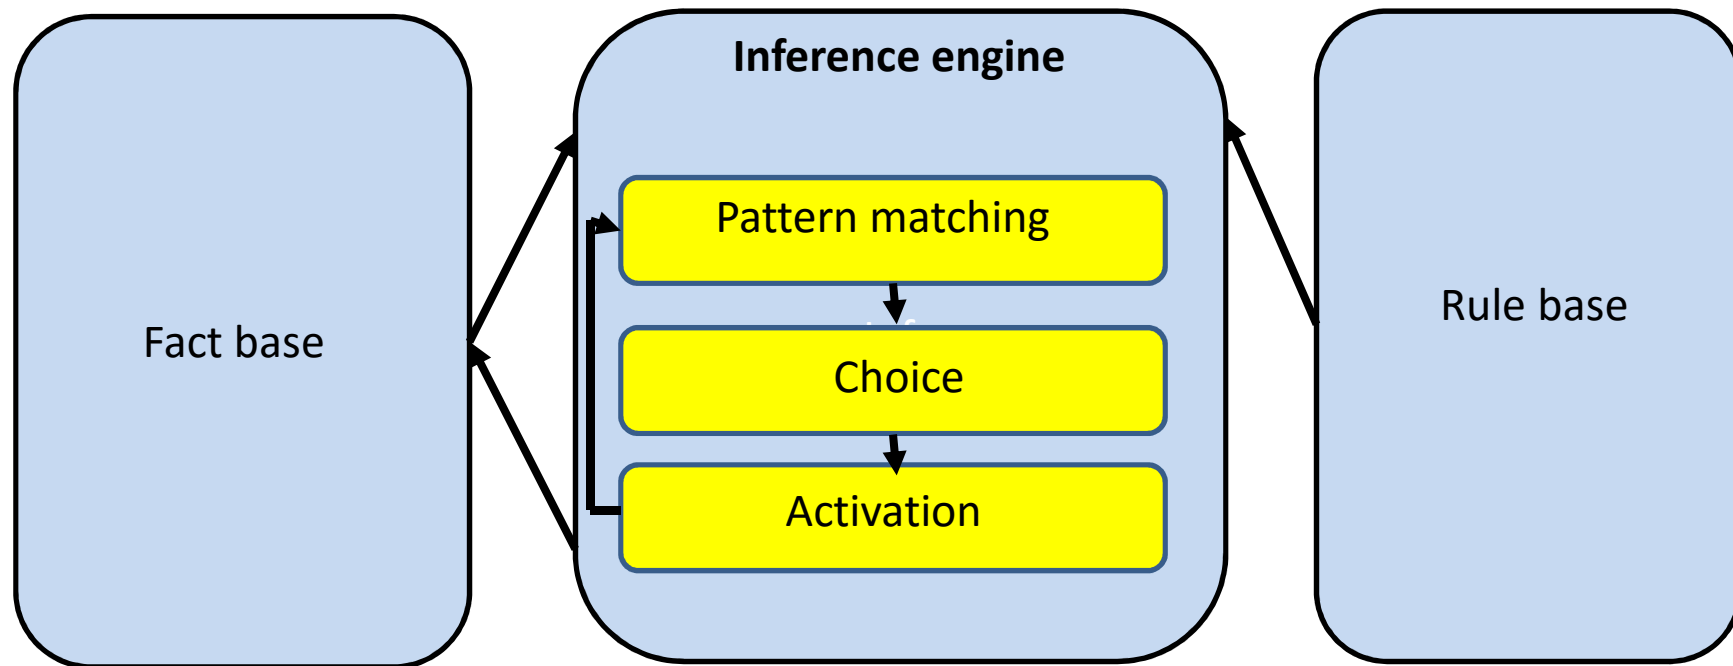 Inference engine
Pattern matching
Fact base
Choice
Rule base
Activation